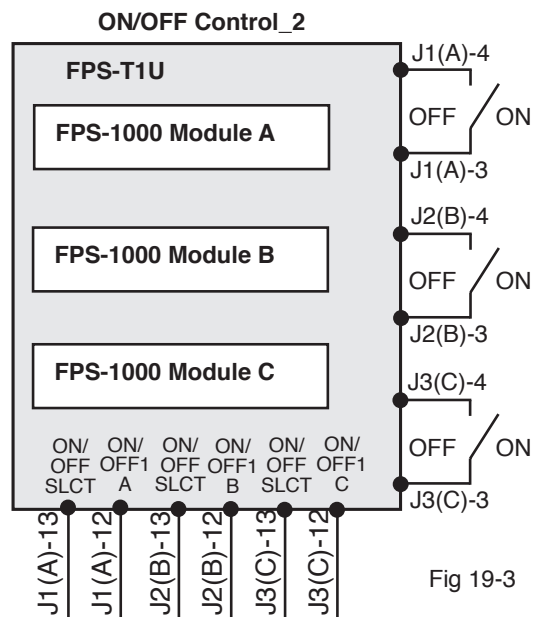 ON/OFF Control_2
FPS-T1U
FPS-1000 Module A
FPS-1000 Module B
FPS-1000 Module C
J1(A)-4
OFF ON
J1(A)-3
J2(B)-4
OFF ON
J2(B)-3
J3(C)-4
OFF ON
J3(C)-3
ON/ ON/ ON/ ON/ ON/ ON/
OFF OFF1 OFF OFF1 OFF OFF1
SLCT A SLCT B SLCT C
J1(A)-13
J1(A)-12
J2(B)-13
J2(B)-12
J3(C)-13
J3(C)-12
Fig 19-3